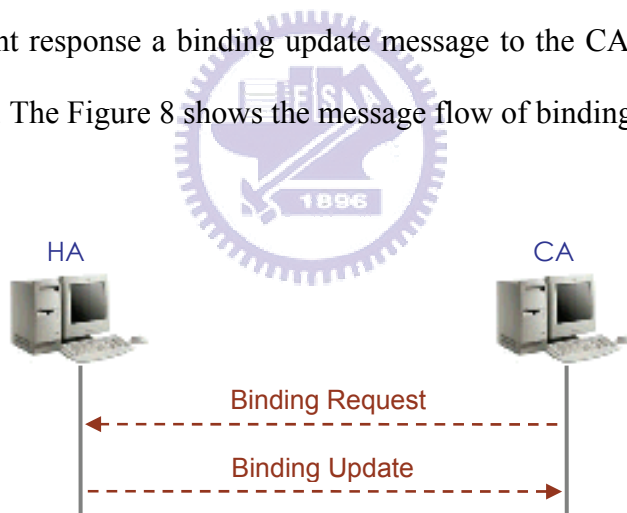 nt response a binding update message to the CA
The Figure 8 shows the message flow of binding
ESA
1896
HA
CA
Binding Request
Binding Update